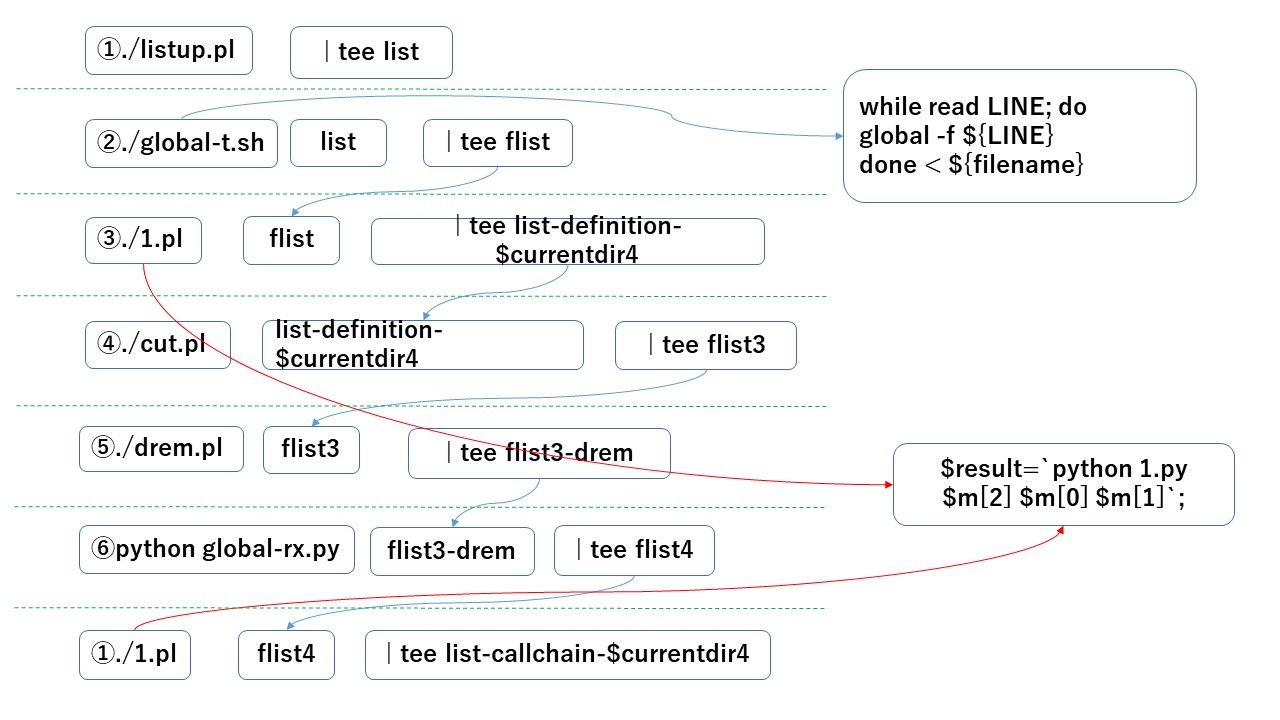 ①./listup.pl | tee list
②./global-t.sh list | tee flist
while read LINE; do
global -f ${LINE}
done < ${filename}
③./1.pl flist | tee list-definition-
$currentdir4
④./cut.pl list-definition-
$currentdir4 | tee flist3
⑤./drem.pl flist3 | tee flist3-drem
$result=`python 1.py
$m[2] $m[0] $m[1]`;
⑥python global-rx.py flist3-drem | tee flist4
①./1.pl flist4 | tee list-callchain-$currentdir4